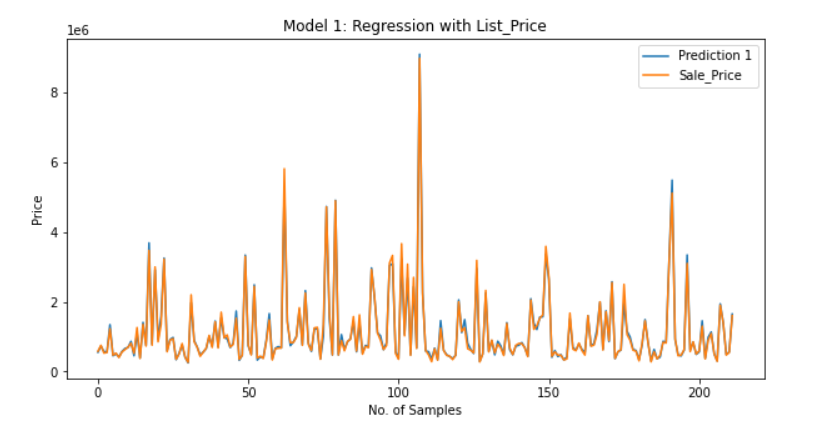 Model 1: Regression with List_Price
1e6
Prediction 1
Sale_Price
8
6
4
2
0
Price
0 50 100 150 200
No. of Samples